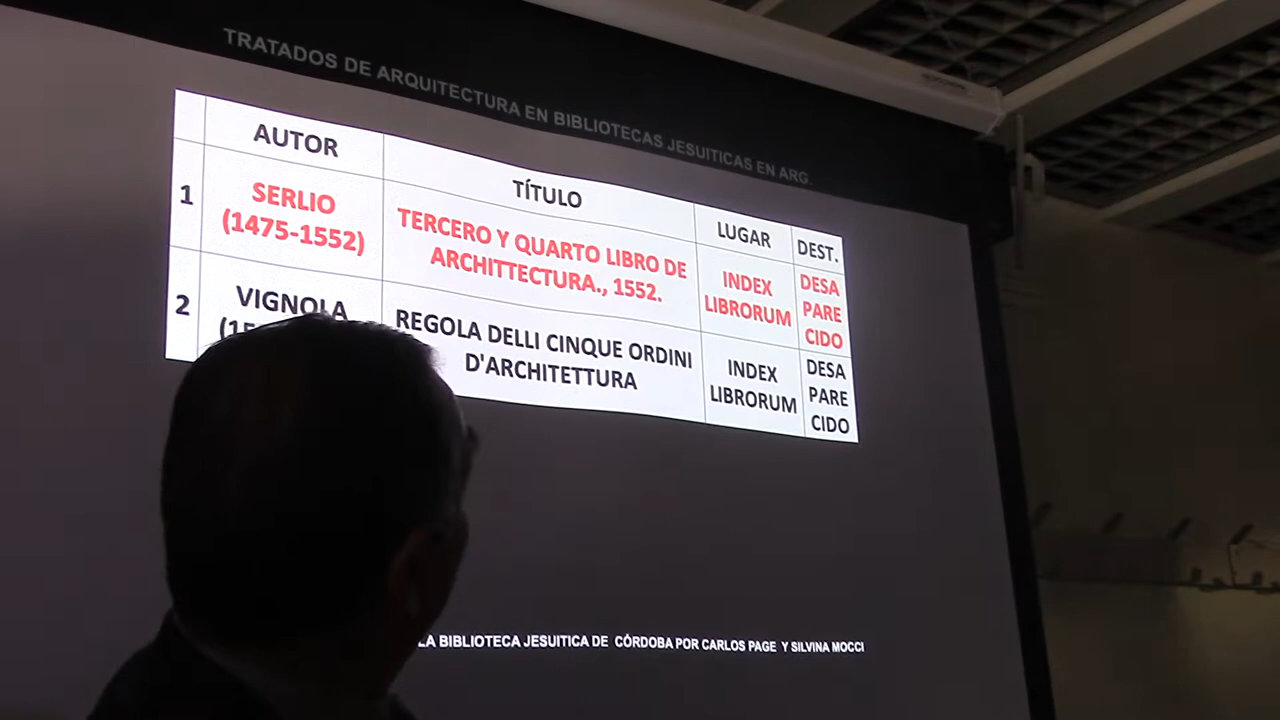 TRATADOS DE ARQUITECTURA EN BIBLIOTECAS JESUITICAS EN ARG.
AUTOR
TÍTULO
LUGAR
DEST.
1
SERLIO
(1475-1552)
TERCERO Y QUARTO LIBRO DE
ARCHITTECTURA., 1552.
INDEX
LIBRORUM
DESA
PARE
CIDO
2
VIGNOLA
REGOLA DELLI CINQUE ORDINI
D'ARCHITETTURA
INDEX
LIBRORUM
DESA
PARE
CIDO
LA BIBLIOTECA JESUITICA DE CÓRDOBA POR CARLOS PAGE Y SILVINA MOCCI